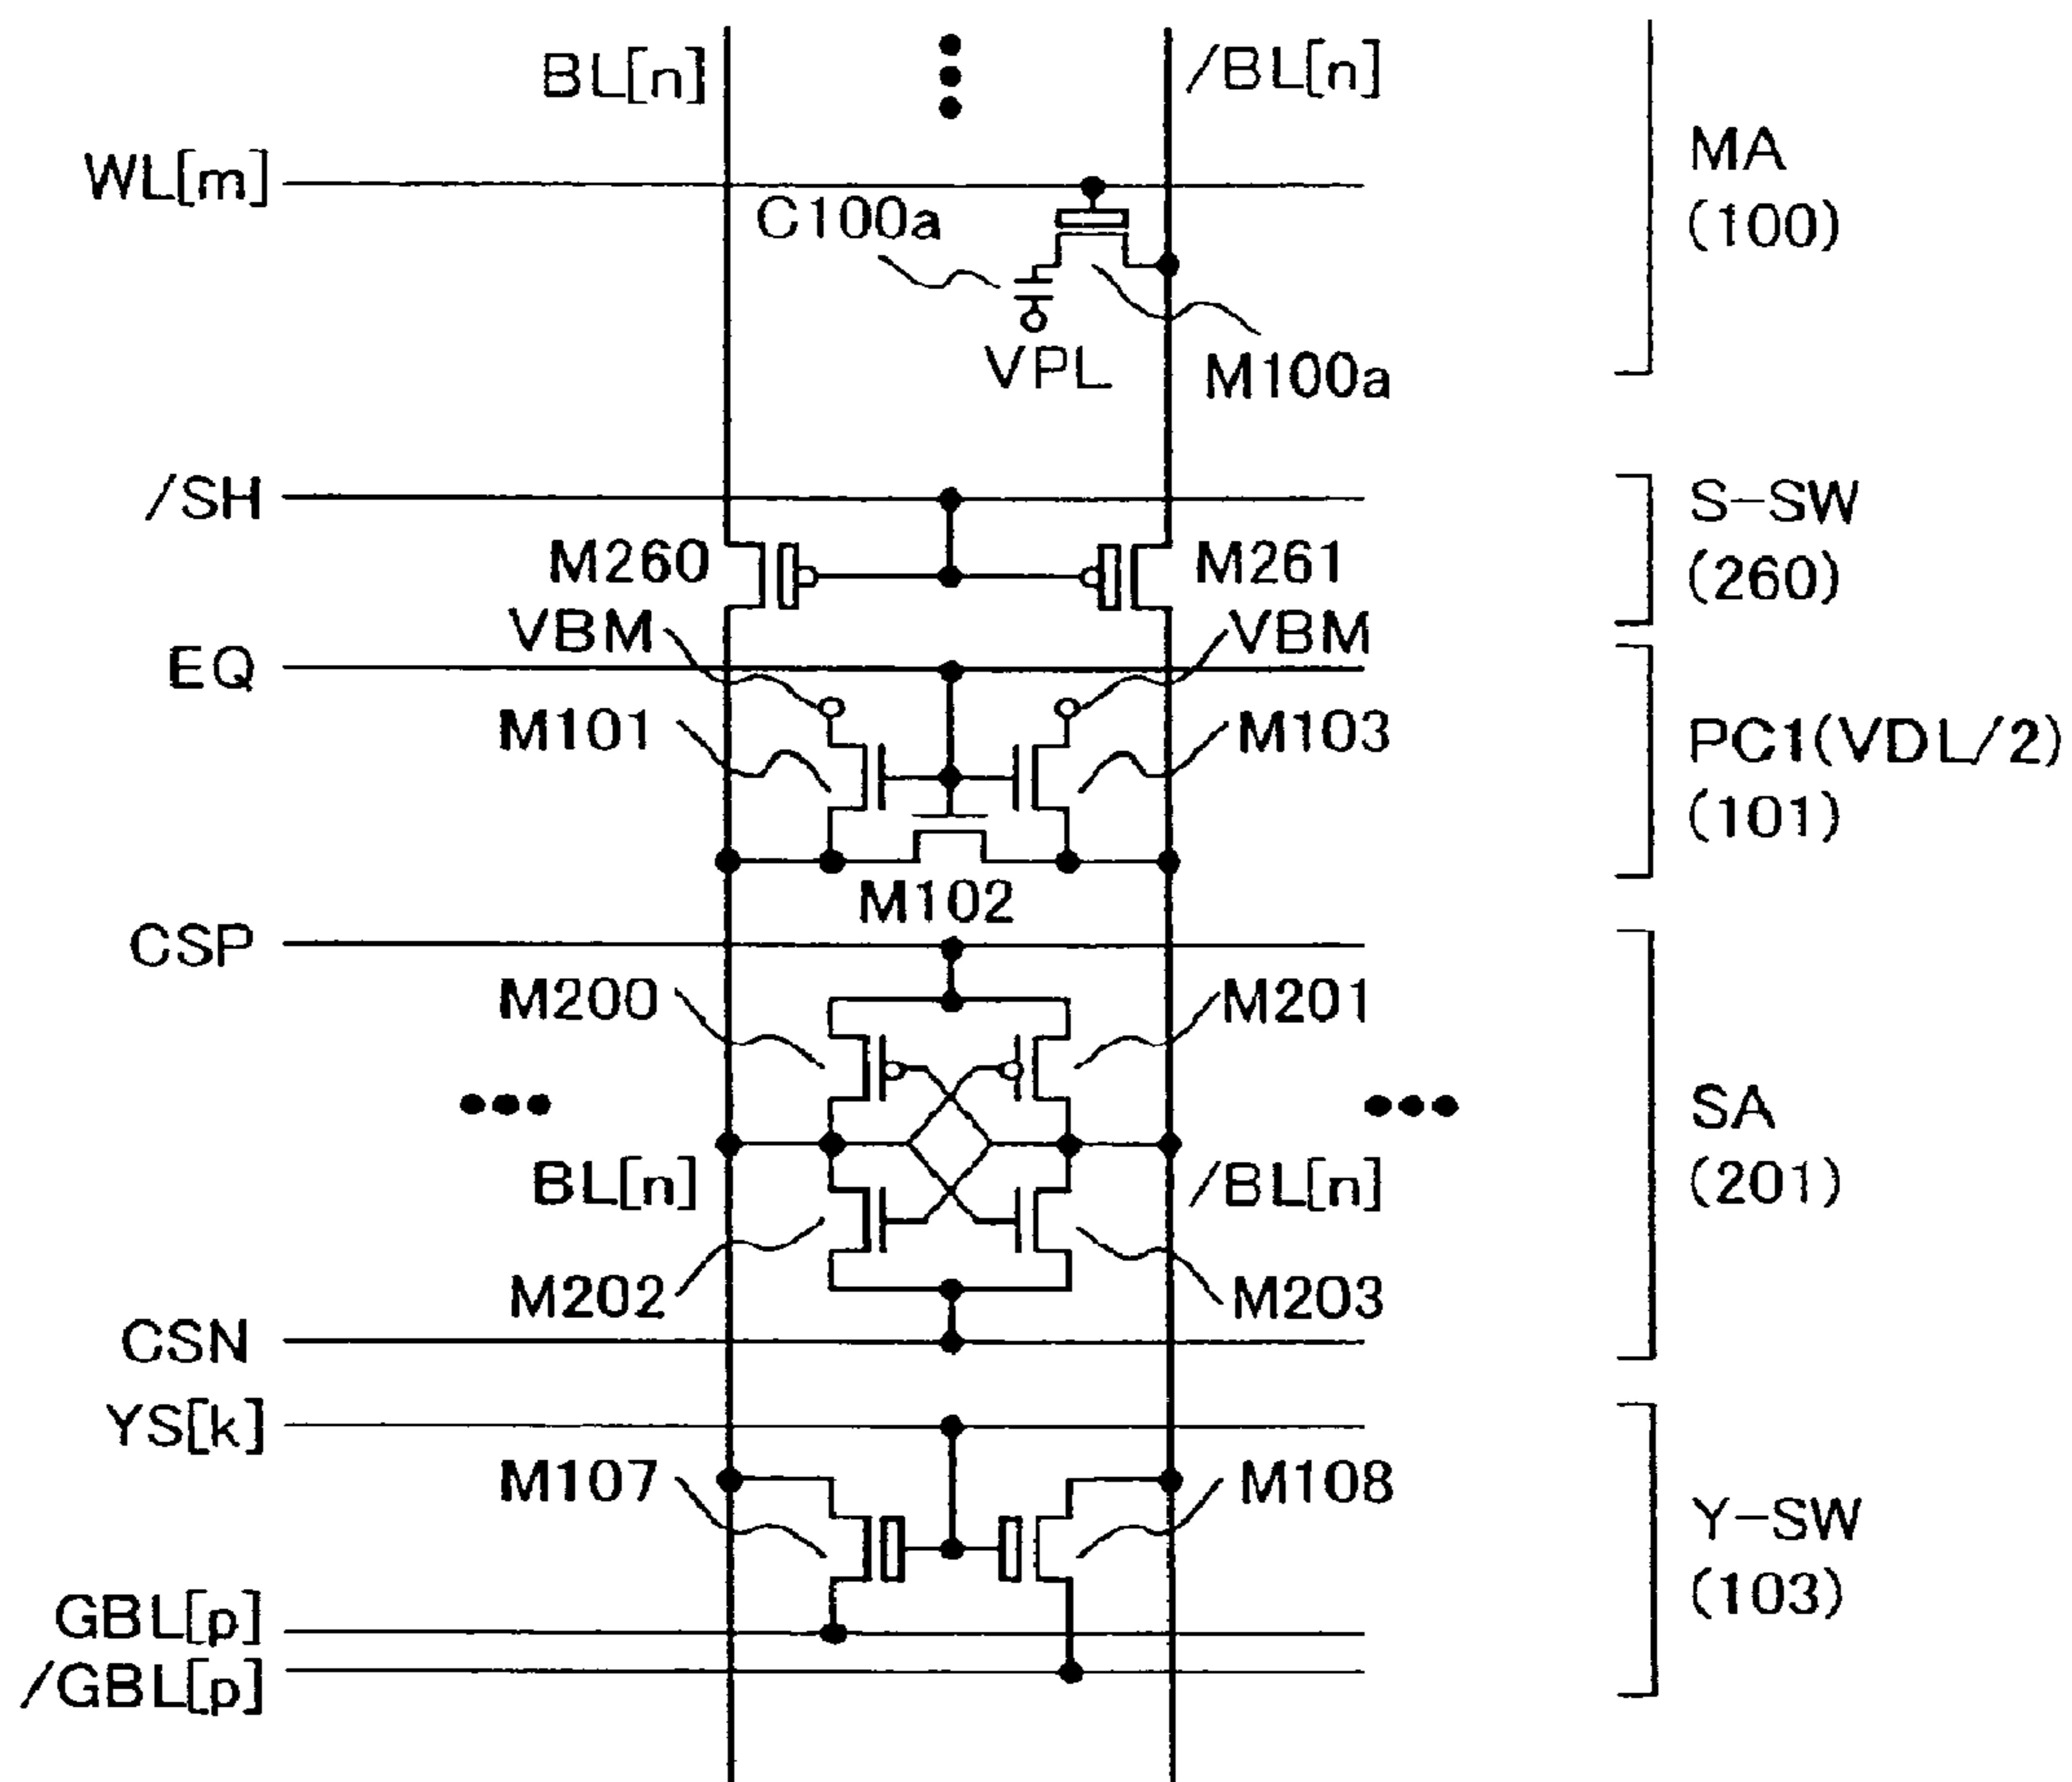 BL[n]
/BL[n]
WL[m]
C100a
MA
(100)
VPL
M100a
/SH
S-SW
(260)
M260
M261
VBM
VBM
EQ
M101
M103
PC1(VDL/2)
(101)
M102
CSP
M200
M201
SA
(201)
BL[n]
/BL[n]
M202
M203
CSN
YS[k]
M107
M108
Y-SW
(103)
GBL[p]
/GBL[p]